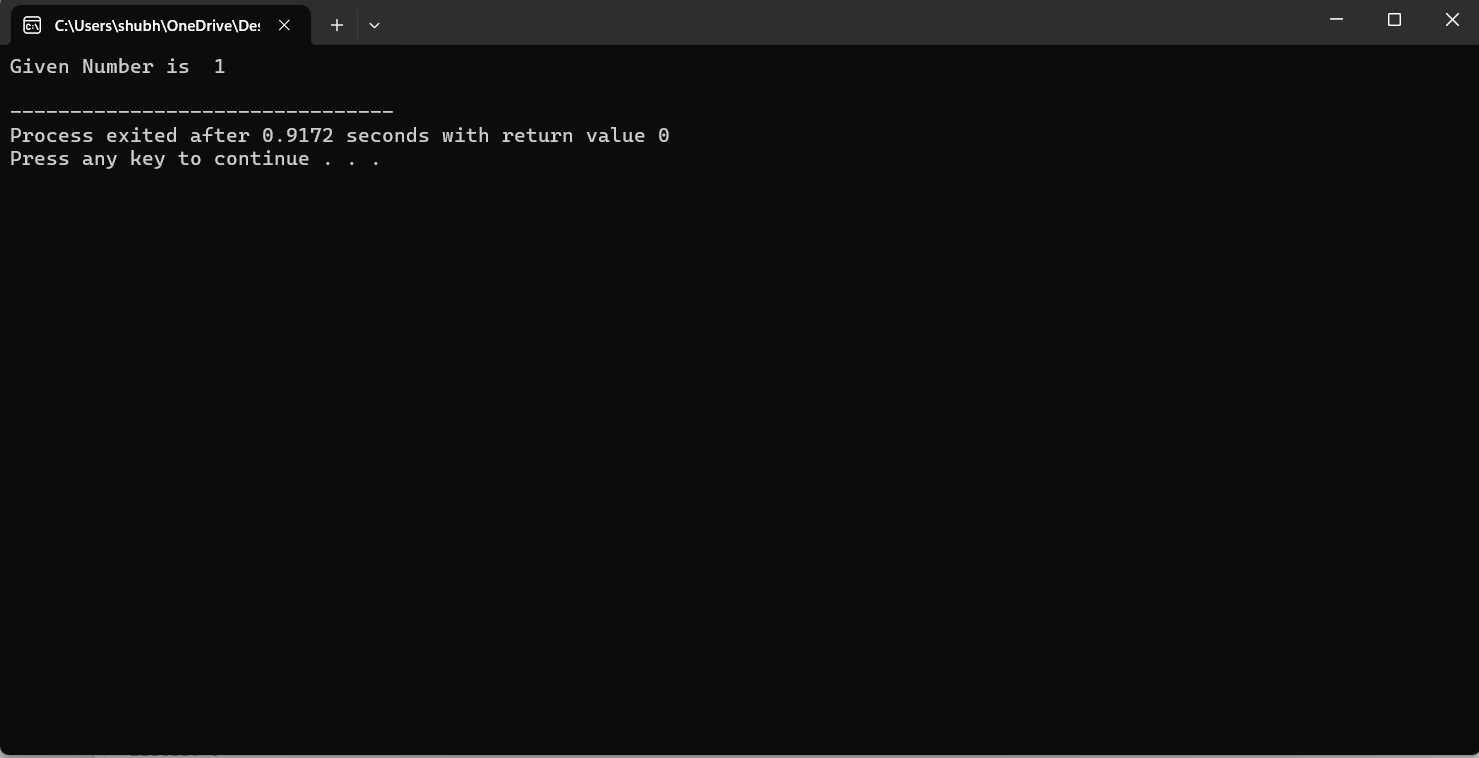 C:\Users\shubh\OneDrive\Des
Given Number is  1
--------------------------------
Process exited after 0.9172 seconds with return value 0
Press any key to continue . . .